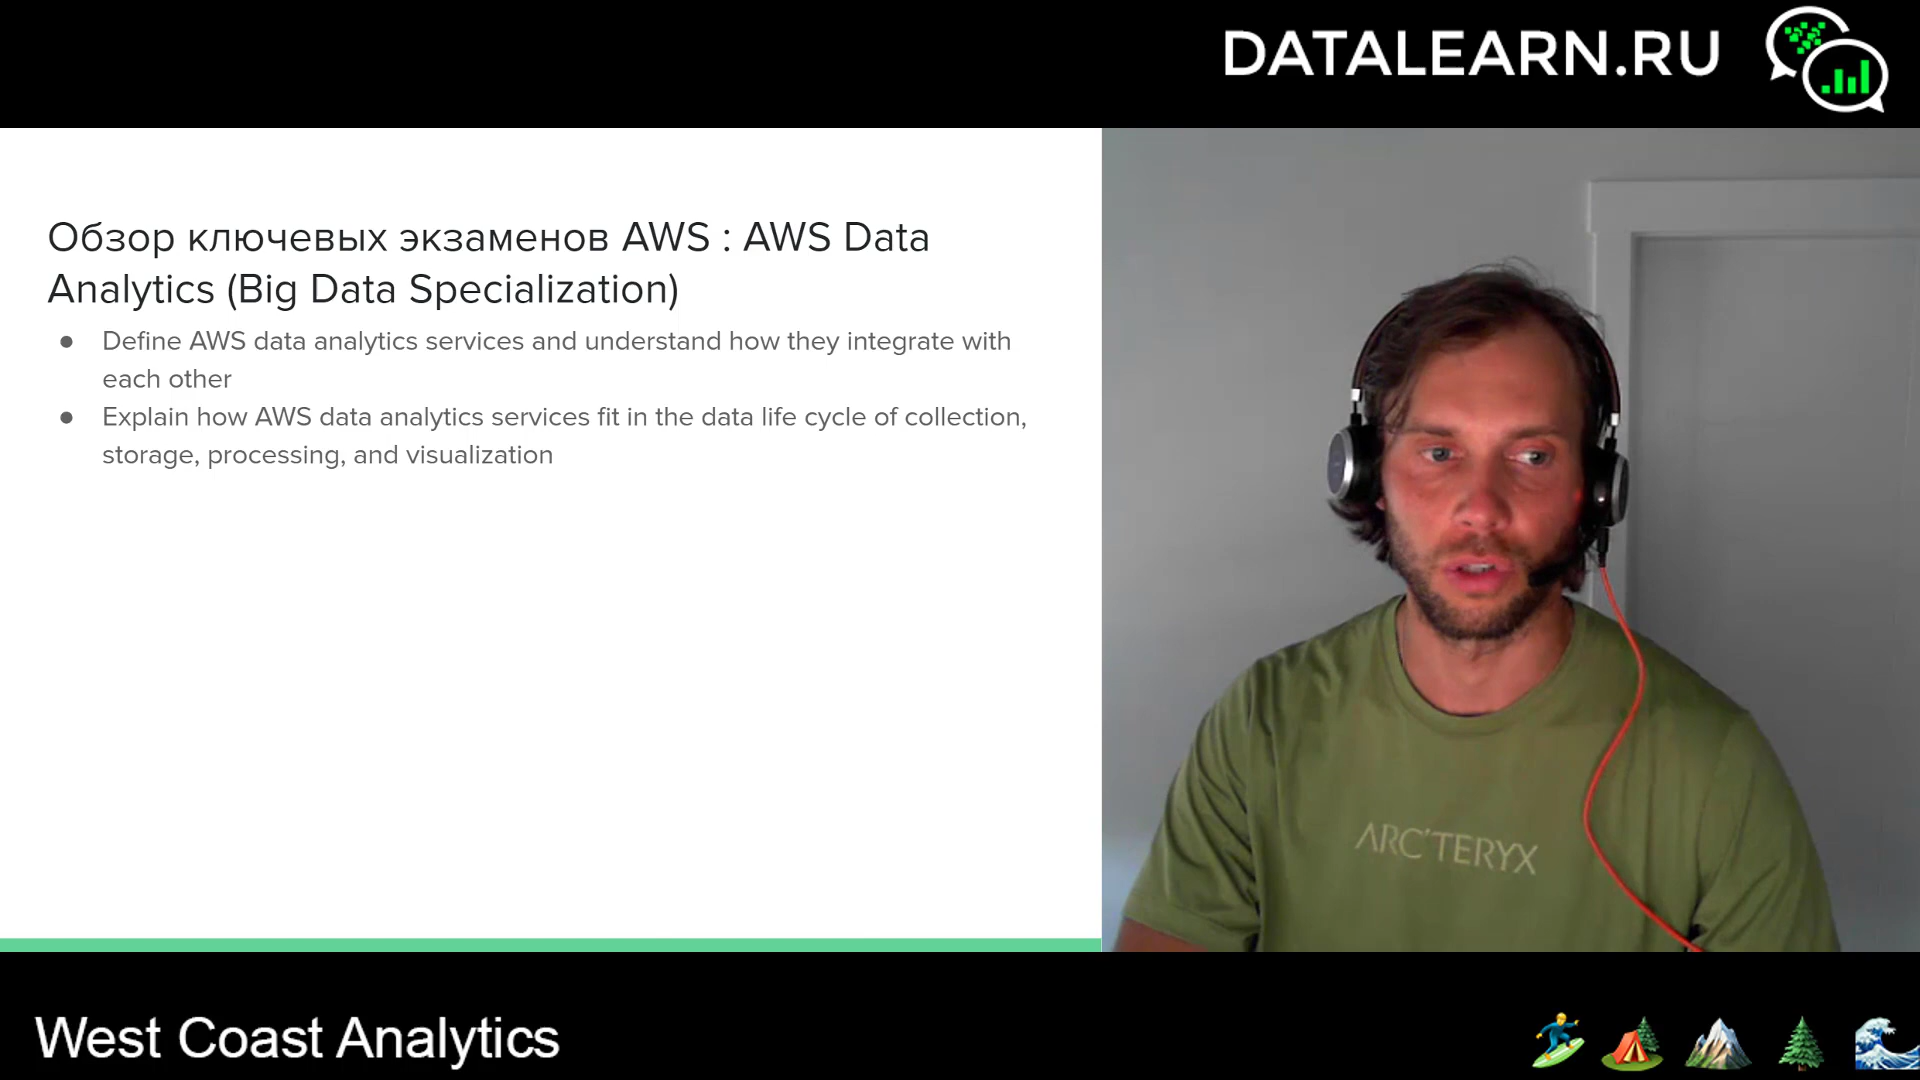 DATALEARN.RU
Обзор ключевых экзаменов AWS : AWS Data
Analytics (Big Data Specialization)
● Define AWS data analytics services and understand how they integrate with
each other
● Explain how AWS data analytics services fit in the data life cycle of collection,
storage, processing, and visualization
ARC'TERYX
West Coast Analytics